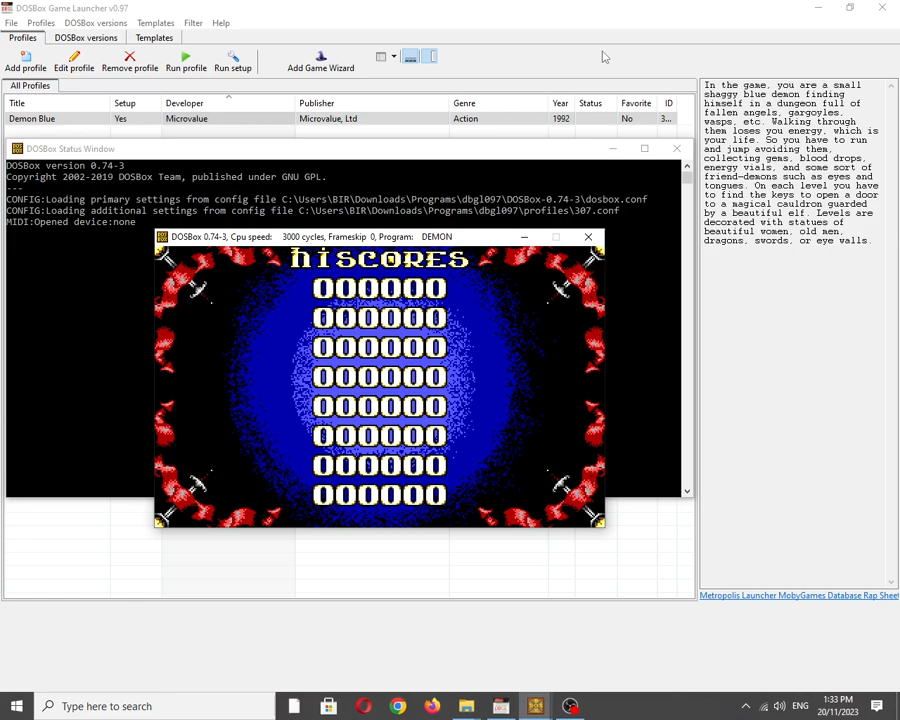 DOSBox Game Launcher v0.97
File Profiles DOSBox versions Templates Filter Help
Profiles DOSBox versions Templates
Add profile Edit profile Remove profile Run profile Run setup Add Game Wizard
All Profiles
Title Setup Developer Publisher Genre Year Status Favorite ID
Demon Blue Yes Microvalue Microvalue, Ltd Action 1992 No 3...
DOSBox Status Window
DOSBox version 0.74-3
Copyright 2002-2019 DOSBox Team, published under GNU GPL.
---
CONFIG:Loading primary settings from config file C:\Users\BIR\Downloads\Programs\dbgl097\DOSBox-0.74-3\dosbox.conf
CONFIG:Loading additional settings from config file C:\Users\BIR\Downloads\Programs\dbgl097\profiles\307.conf
MIDI:Opened device:none
DOSBox 0.74-3, Cpu speed: 3000 cycles, Frameskip 0, Program: DEMON
hiscores
000000
000000
000000
000000
000000
000000
000000
000000
In the game, you are a small
shaggy blue demon finding
himself in a dungeon full of
fallen angels, gargoyles,
wasps, etc. Walking through
them loses you energy, which is
your life. So you have to run
and jump avoiding them,
collecting gems, blood drops,
energy vials, and some sort of
friend-demons such as eyes and
tongues. On each level you have
to find the keys to open a door
to a magical cauldron guarded
by a beautiful elf. Levels are
decorated with statues of
beautiful women, old men,
dragons, swords, or eye walls.
Metropolis Launcher MobyGames Database Rap Sheet
Type here to search
ENG
1:33 PM
20/11/2023